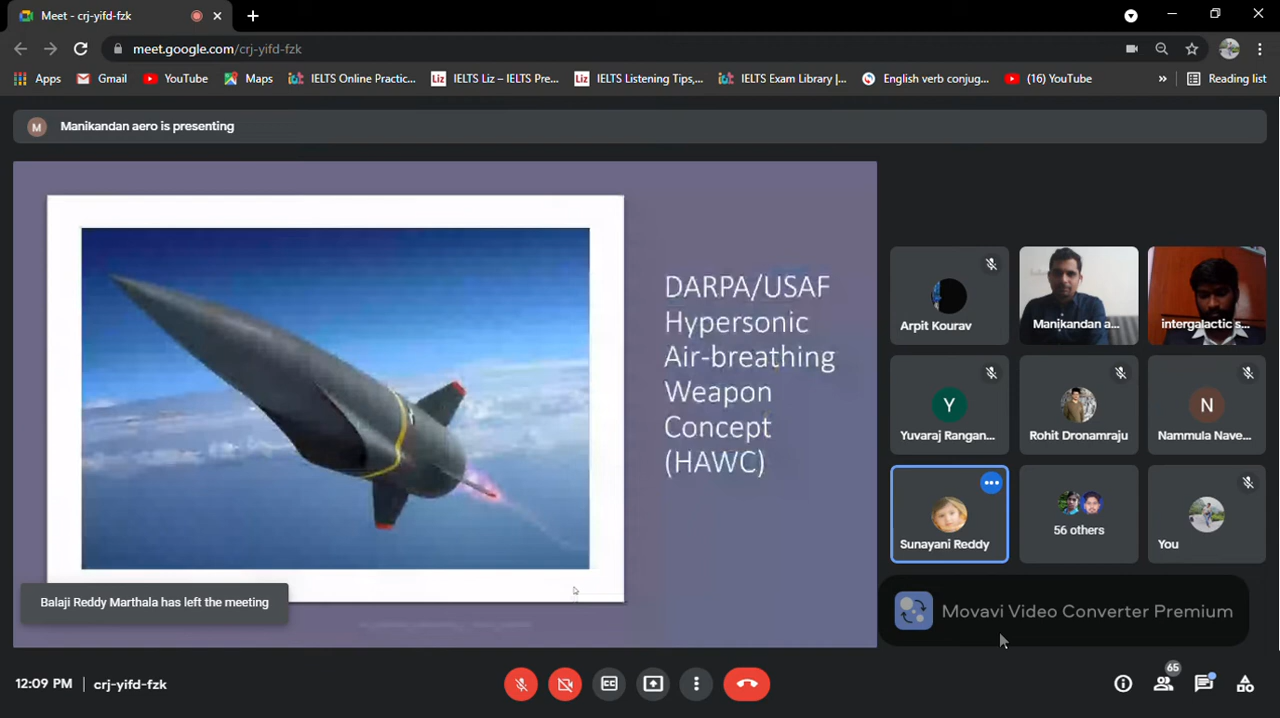 Meet - crj-yifd-fzk
meet.google.com/crj-yifd-fzk
Apps
Gmail
YouTube
Maps
IELTS Online Practic...
Liz
IELTS Liz – IELTS Pre...
Liz
IELTS Listening Tips,...
IELTS Exam Library |...
English verb conjug...
(16) YouTube
»
Reading list
M
Manikandan aero is presenting
DARPA/USAF
Hypersonic
Air-breathing
Weapon
Concept
(HAWC)
Arpit Kourav
Manikandan a...
intergalactic s...
Y
Yuvaraj Rangan...
Rohit Dronamraju
N
Nammula Nave...
Sunayani Reddy
56 others
You
Balaji Reddy Marthala has left the meeting
Movavi Video Converter Premium
12:09 PM | crj-yifd-fzk
CC
65